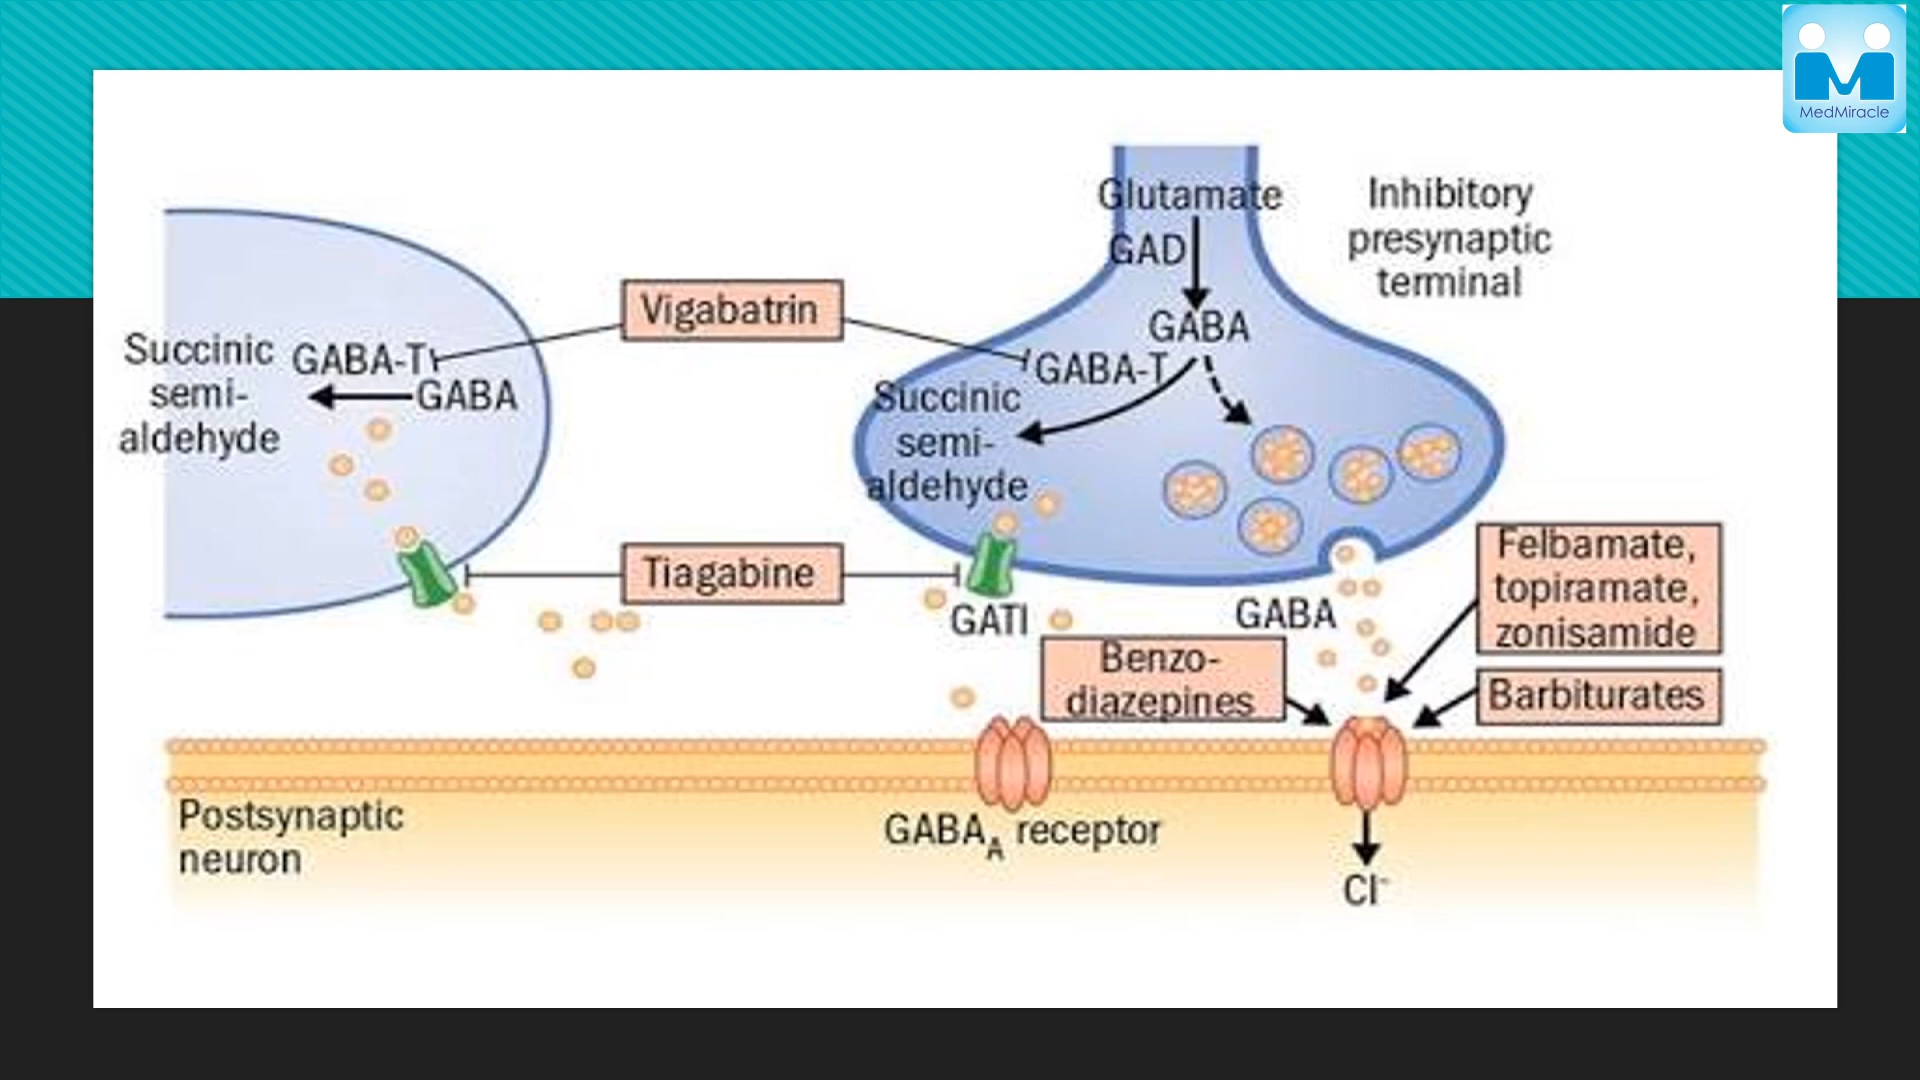 MedMiracle
Glutamate
GAD
GABA
Inhibitory
presynaptic
terminal
Vigabatrin
Succinic
semi-
aldehyde
GABA-T
GABA
GABA-T
Succinic
semi-
aldehyde
Tiagabine
GATI
GABA
Felbamate,
topiramate,
zonisamide
Benzo-
diazepines
Barbiturates
Postsynaptic
neuron
GABAA receptor
Cl⁻